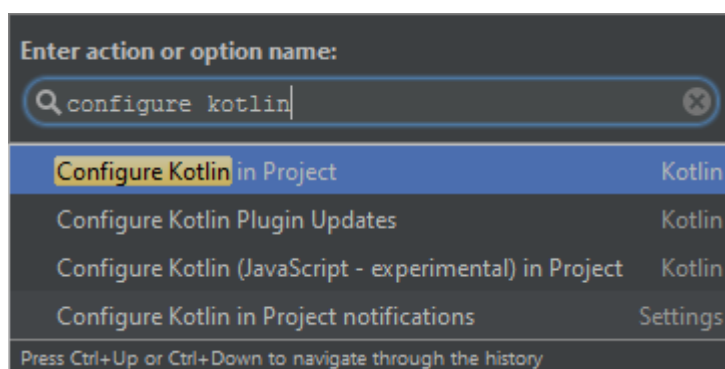 Enter action or option name:
configure kotlin
Configure Kotlin in Project Kotlin
Configure Kotlin Plugin Updates Kotlin
Configure Kotlin (JavaScript - experimental) in Project Kotlin
Configure Kotlin in Project notifications Settings
Press Ctrl+Up or Ctrl+Down to navigate through the history